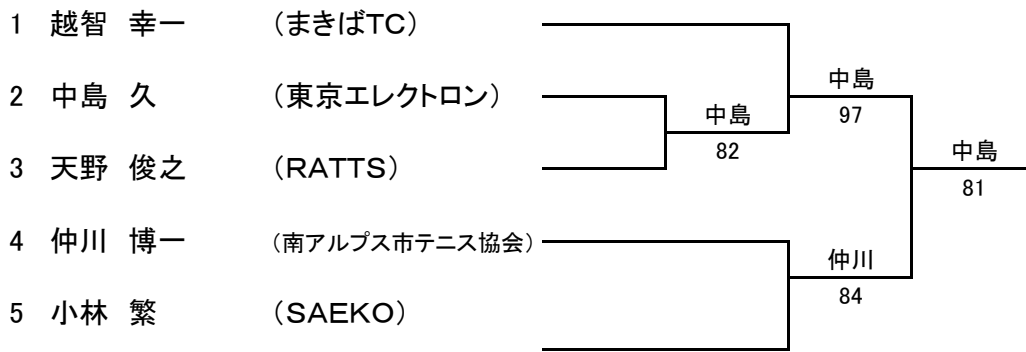 1 越智 幸一 (まきばTC)
中島
2 中島 久 (東京エレクトロン)
中島
97
82
中島
3 天野 俊之 (RATTS)
81
4 仲川 博一 (南アルプス市テニス協会)
仲川
84
5 小林 繁 (SAEKO)